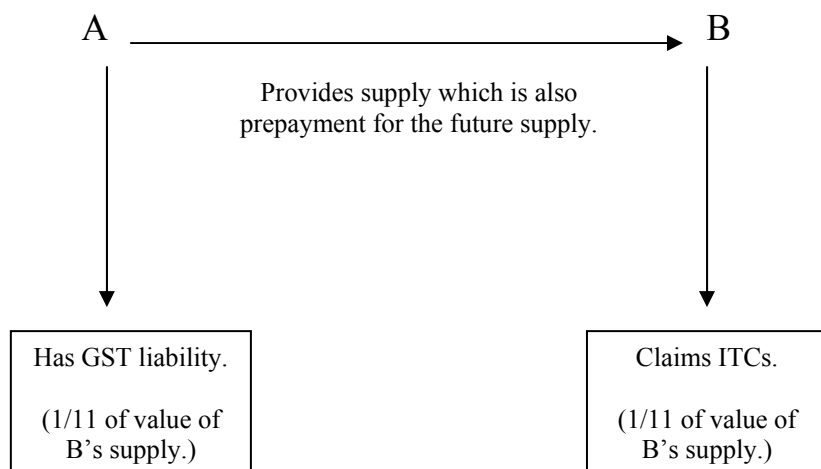 A
B
Provides supply which is also
prepayment for the future supply.
Has GST liability.
(1/11 of value of
B's supply.)
Claims ITCs.
(1/11 of value of
B's supply.)